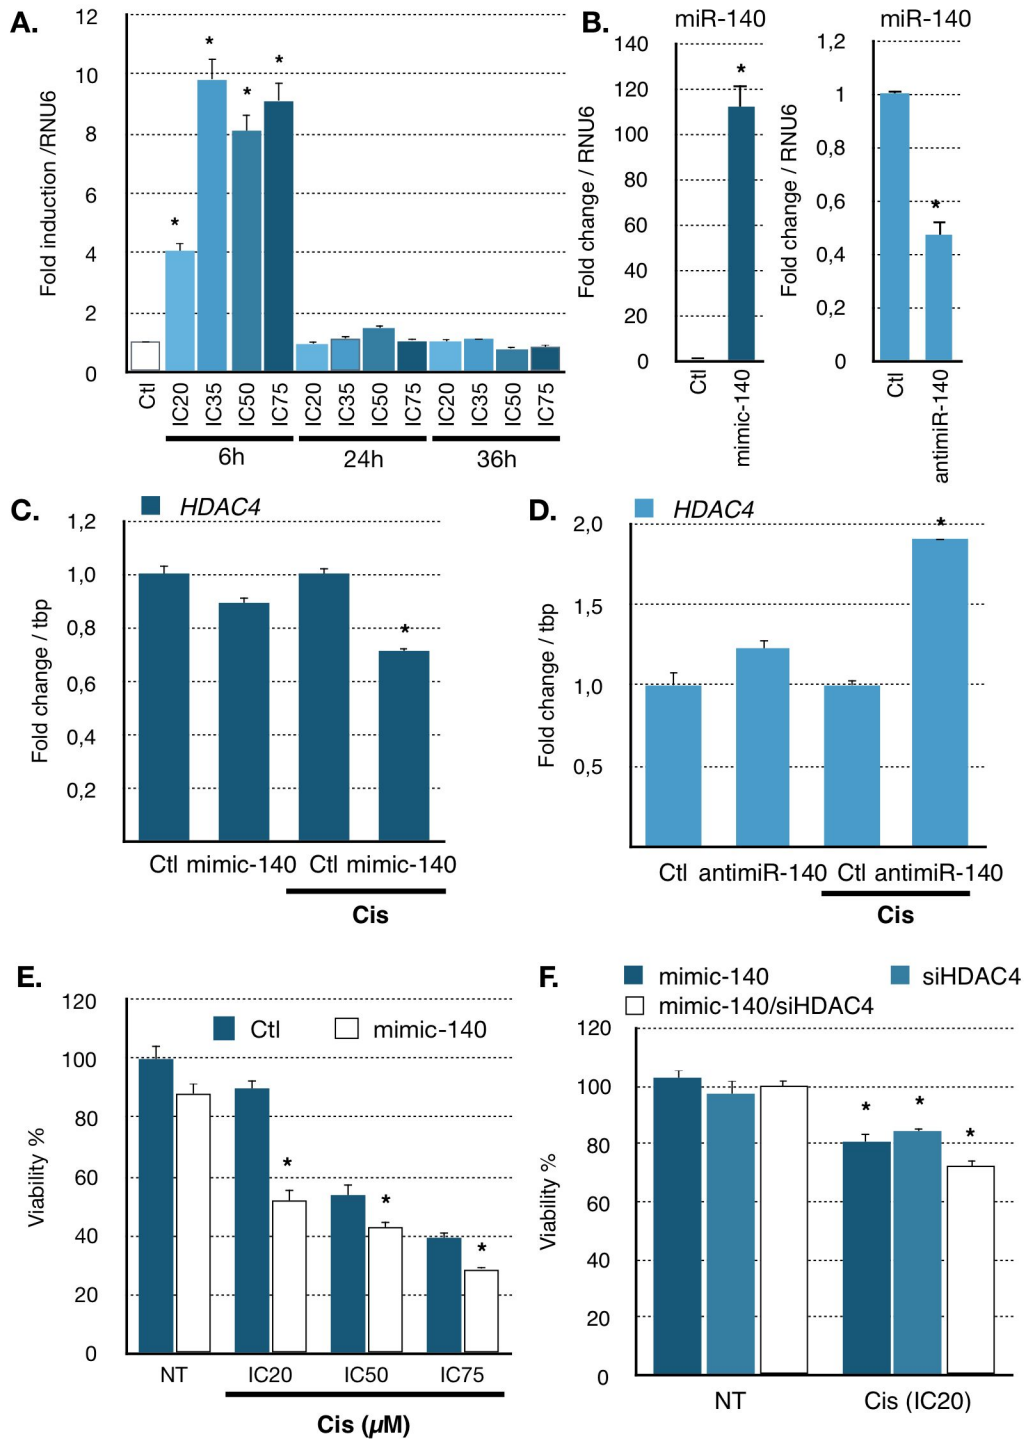 A.
Fold induction /RNU6
12
10
8
6
4
2
0
*
*
*
*
Ctl
IC20
IC35
IC50
IC75
IC20
IC35
IC50
IC75
IC20
IC35
IC50
IC75
6h
24h
36h
B.
miR-140
Fold change / RNU6
140
120
100
80
60
40
20
0
*
Ctl
mimic-140
miR-140
Fold change / RNU6
1,2
1
0,8
0,6
0,4
0,2
0
*
Ctl
antimiR-140
C.
HDAC4
Fold change / tbp
1,2
1,0
0,8
0,6
0,4
0,2
*
Ctl mimic-140 Ctl mimic-140
Cis
D.
HDAC4
Fold change / tbp
2,0
1,5
1,0
0,5
*
Ctl antimiR-140 Ctl antimiR-140
Cis
E.
Ctl mimic-140
Viability %
120
100
80
60
40
20
0
*
*
*
NT IC20 IC50 IC75
Cis (µM)
F.
mimic-140 siHDAC4
mimic-140/siHDAC4
Viability %
120
100
80
60
40
20
0
*
*
*
NT Cis (IC20)